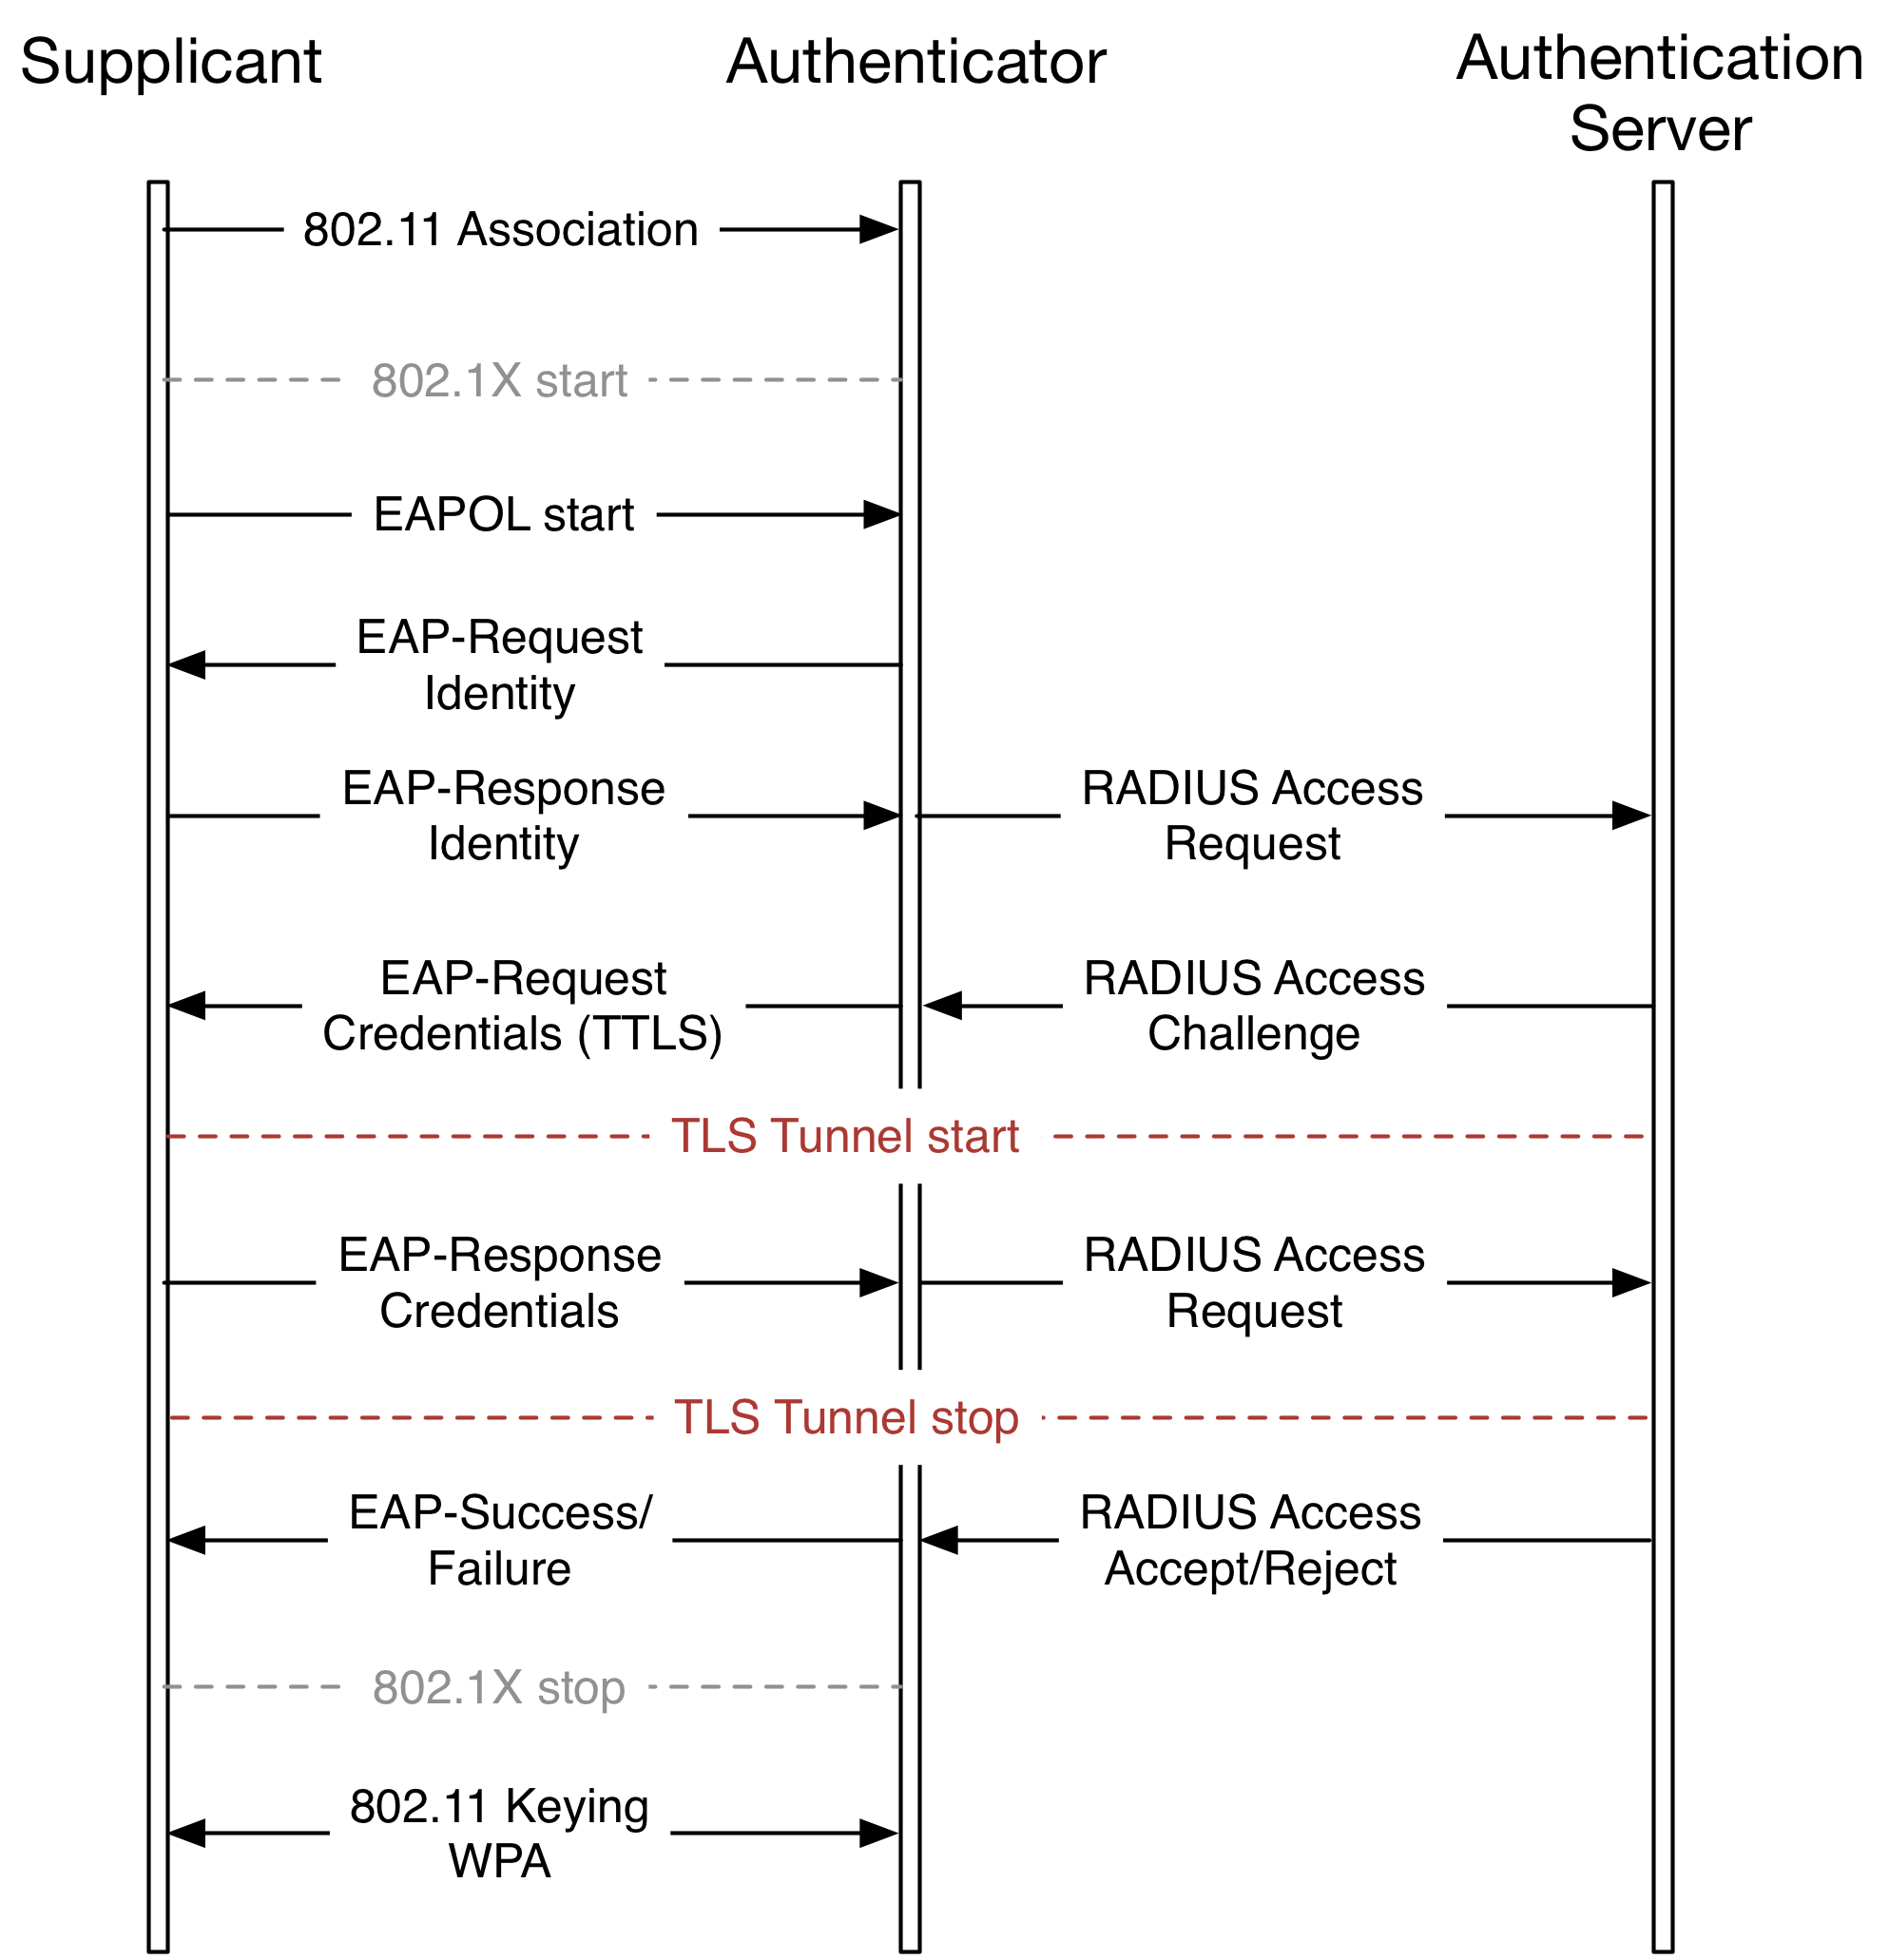 Supplicant
Authenticator
Authentication
Server
802.11 Association
802.1X start
EAPOL start
EAP-Request
Identity
EAP-Response
Identity
RADIUS Access
Request
EAP-Request
Credentials (TTLS)
RADIUS Access
Challenge
TLS Tunnel start
EAP-Response
Credentials
RADIUS Access
Request
TLS Tunnel stop
EAP-Success/
Failure
RADIUS Access
Accept/Reject
802.1X stop
802.11 Keying
WPA